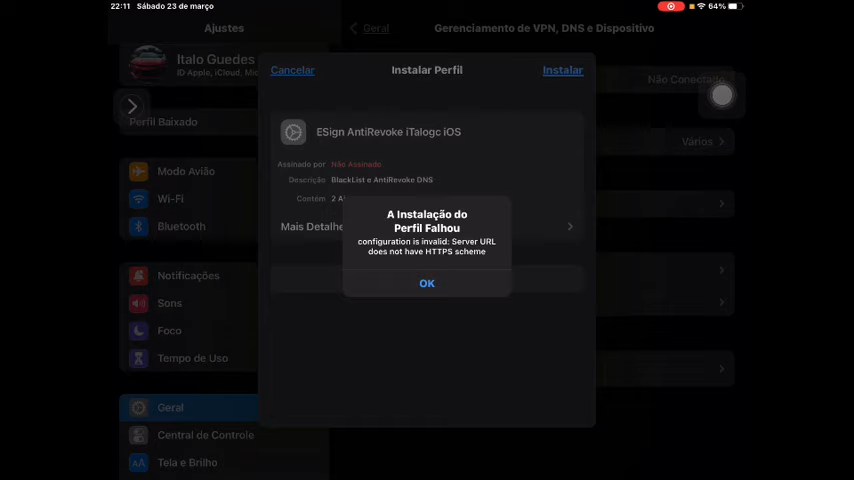 22:11 Sábado 23 de março
64%
Ajustes
Geral
Gerenciamento de VPN, DNS e Dispositivo
Italo Guedes
ID Apple, iCloud, Míc
Cancelar
Instalar Perfil
Instalar
Não Conectado
Perfil Baixado
ESign AntiRevoke iTalogc iOS
Vários
Assinado por Não Assinado
Descrição BlackList e AntiRevoke DNS
Contém 2
Mais Detalhe
Modo Avião
Wi-Fi
Bluetooth
A Instalação do
Perfil Falhou
configuration is invalid: Server URL
does not have HTTPS scheme
OK
Notificações
Sons
Foco
Tempo de Uso
Geral
Central de Controle
Tela e Brilho